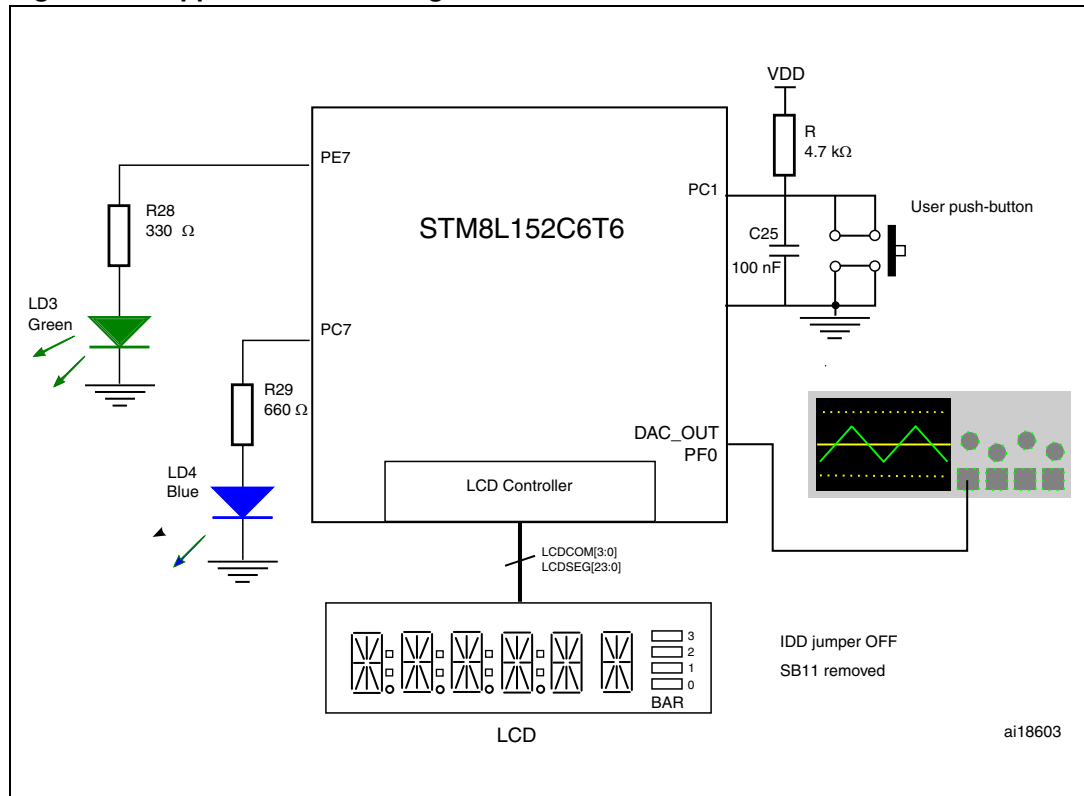 VDD
R
4.7 kΩ
PE7
PC1
R28
330 Ω
STM8L152C6T6
User push-button
C25
100 nF
LD3
Green
PC7
R29
660 Ω
DAC_OUT
PF0
LD4
Blue
LCD Controller
LCDCOM[3:0]
LCDSEG[23:0]
3
2
1
0
BAR
IDD jumper OFF
SB11 removed
LCD
ai18603